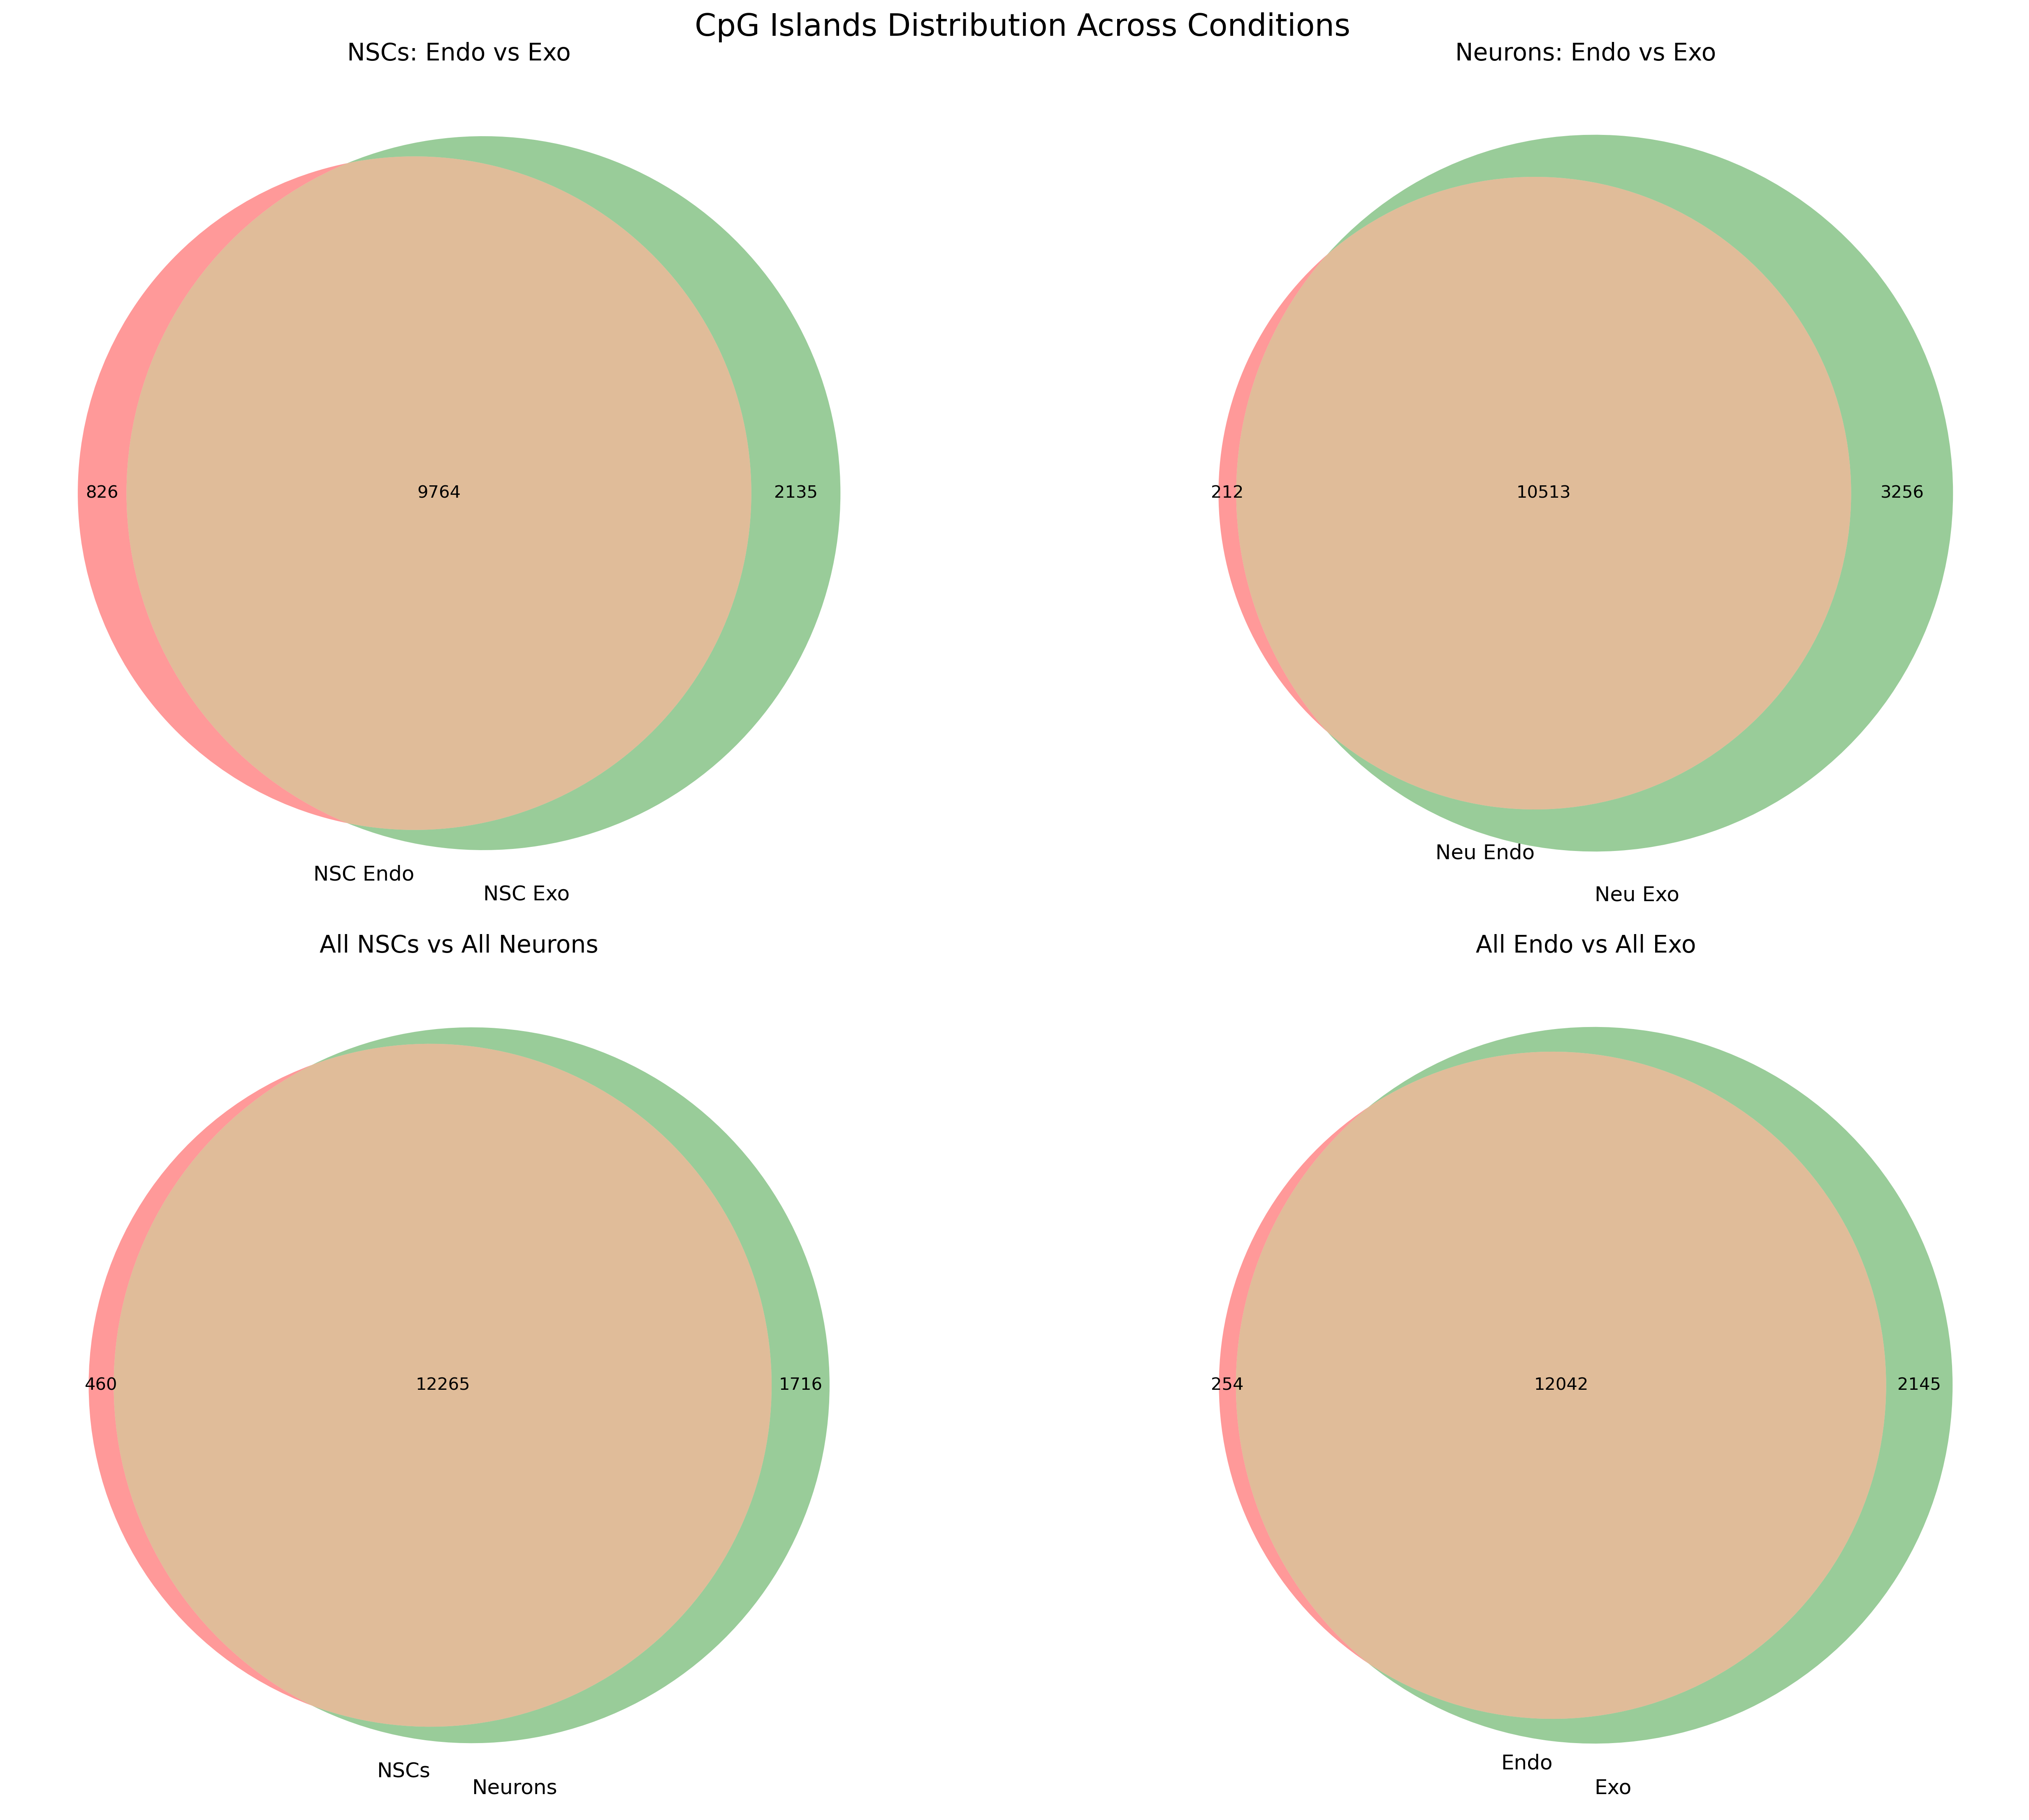 CpG Islands Distribution Across Conditions
NSCs: Endo vs Exo
826
9764
2135
NSC Endo
NSC Exo
Neurons: Endo vs Exo
212
10513
3256
Neu Endo
Neu Exo
All NSCs vs All Neurons
460
12265
1716
NSCs
Neurons
All Endo vs All Exo
254
12042
2145
Endo
Exo